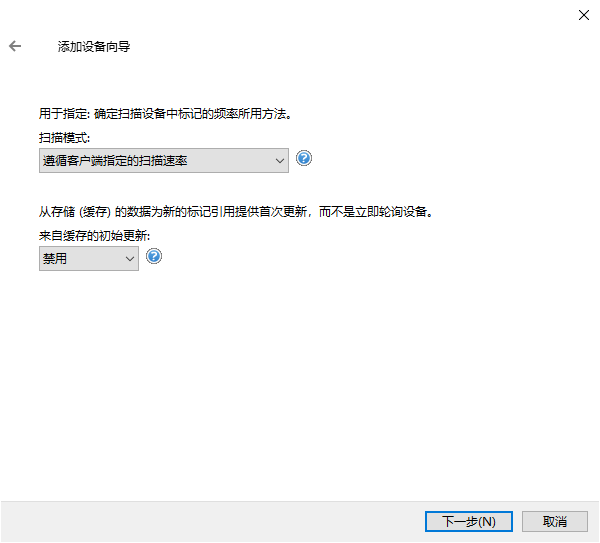 添加设备向导
用于指定: 确定扫描设备中标记的频率所用方法。
扫描模式:
遵循客户端指定的扫描速率
从存储 (缓存) 的数据为新的标记引用提供首次更新，而不是立即轮询设备。
来自缓存的初始更新:
禁用
下一步(N)
取消